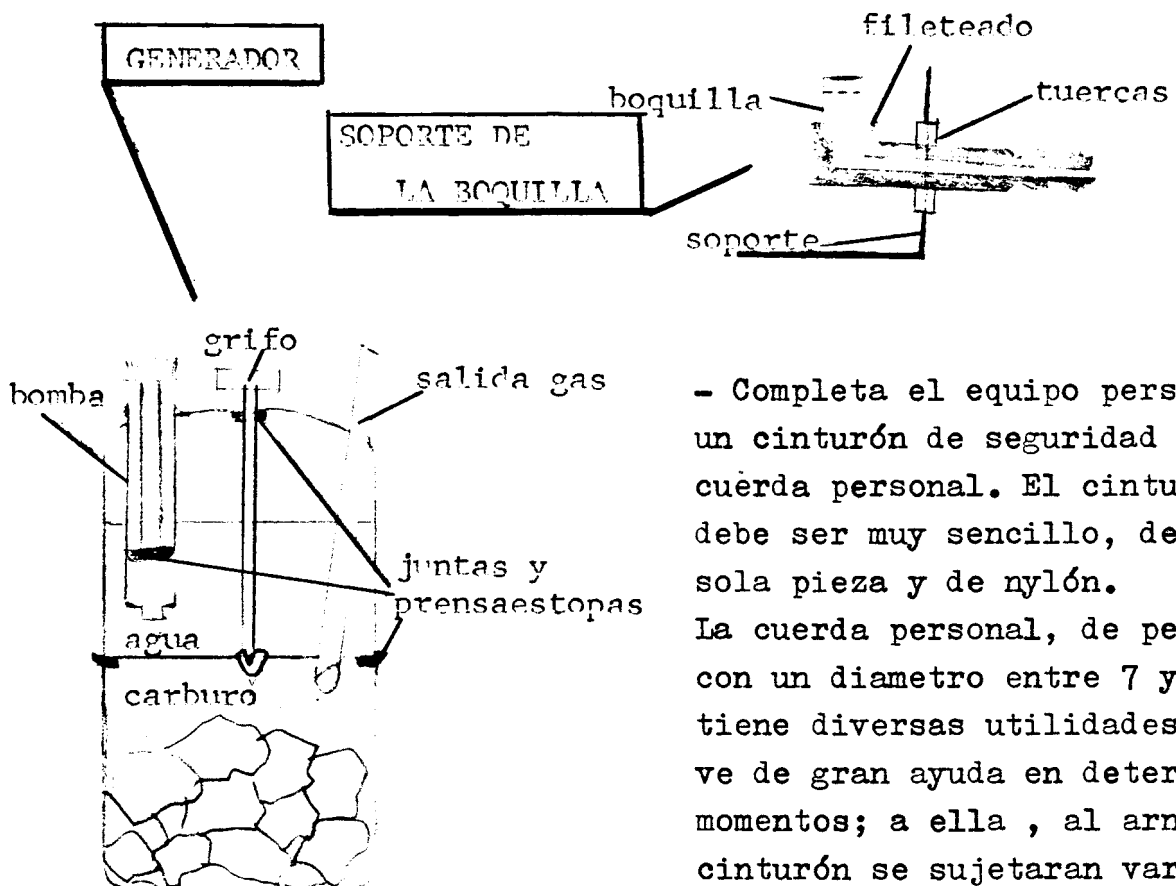 GENERADOR
SOPORTE DE
LA BOQUILLA
fileteado
boquilla
tuercas
soporte
grifo
bomba
salida gas
juntas y
prensaestopas
agua
carburo
- Completa el equipo pers
un cinturón de seguridad
cuerda personal. El cintu
debe ser muy sencillo, de
sola pieza y de nylón.
La cuerda personal, de pe
con un diametro entre 7 y
tiene diversas utilidades
ve de gran ayuda en deter
momentos; a ella , al arn
cinturón se sujetaran var